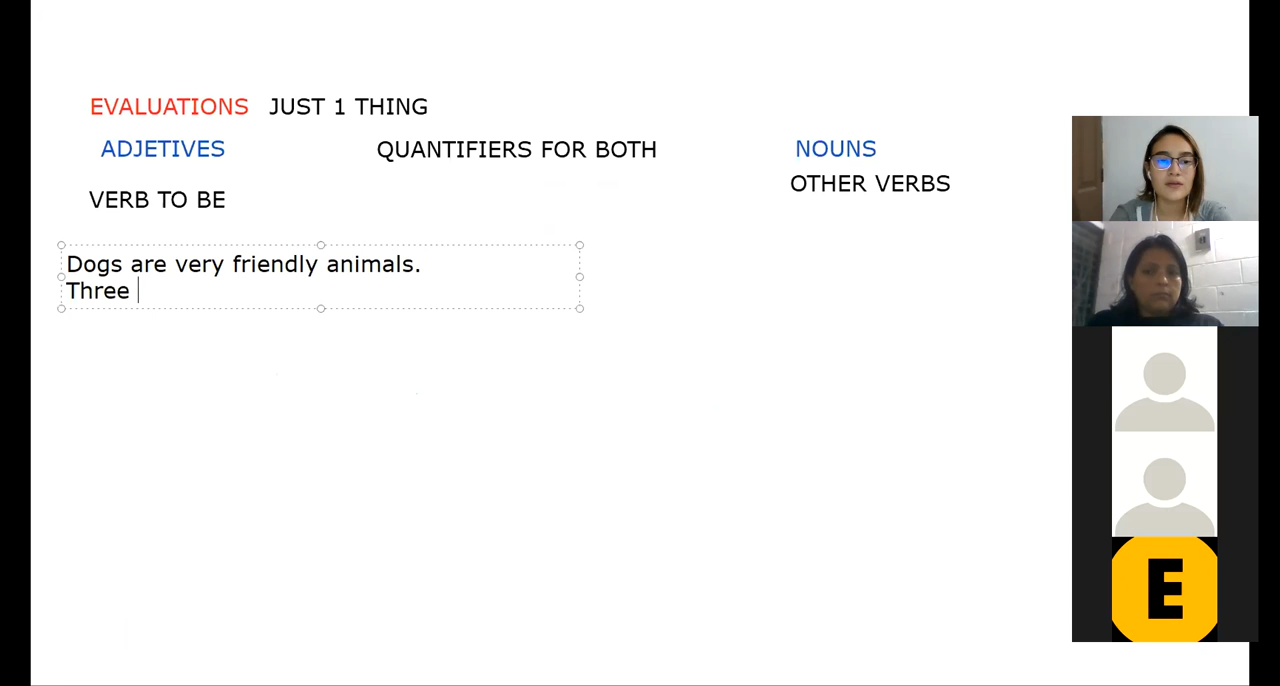 EVALUATIONS JUST 1 THING
ADJETIVES QUANTIFIERS FOR BOTH NOUNS
VERB TO BE OTHER VERBS
Dogs are very friendly animals.
Three
E